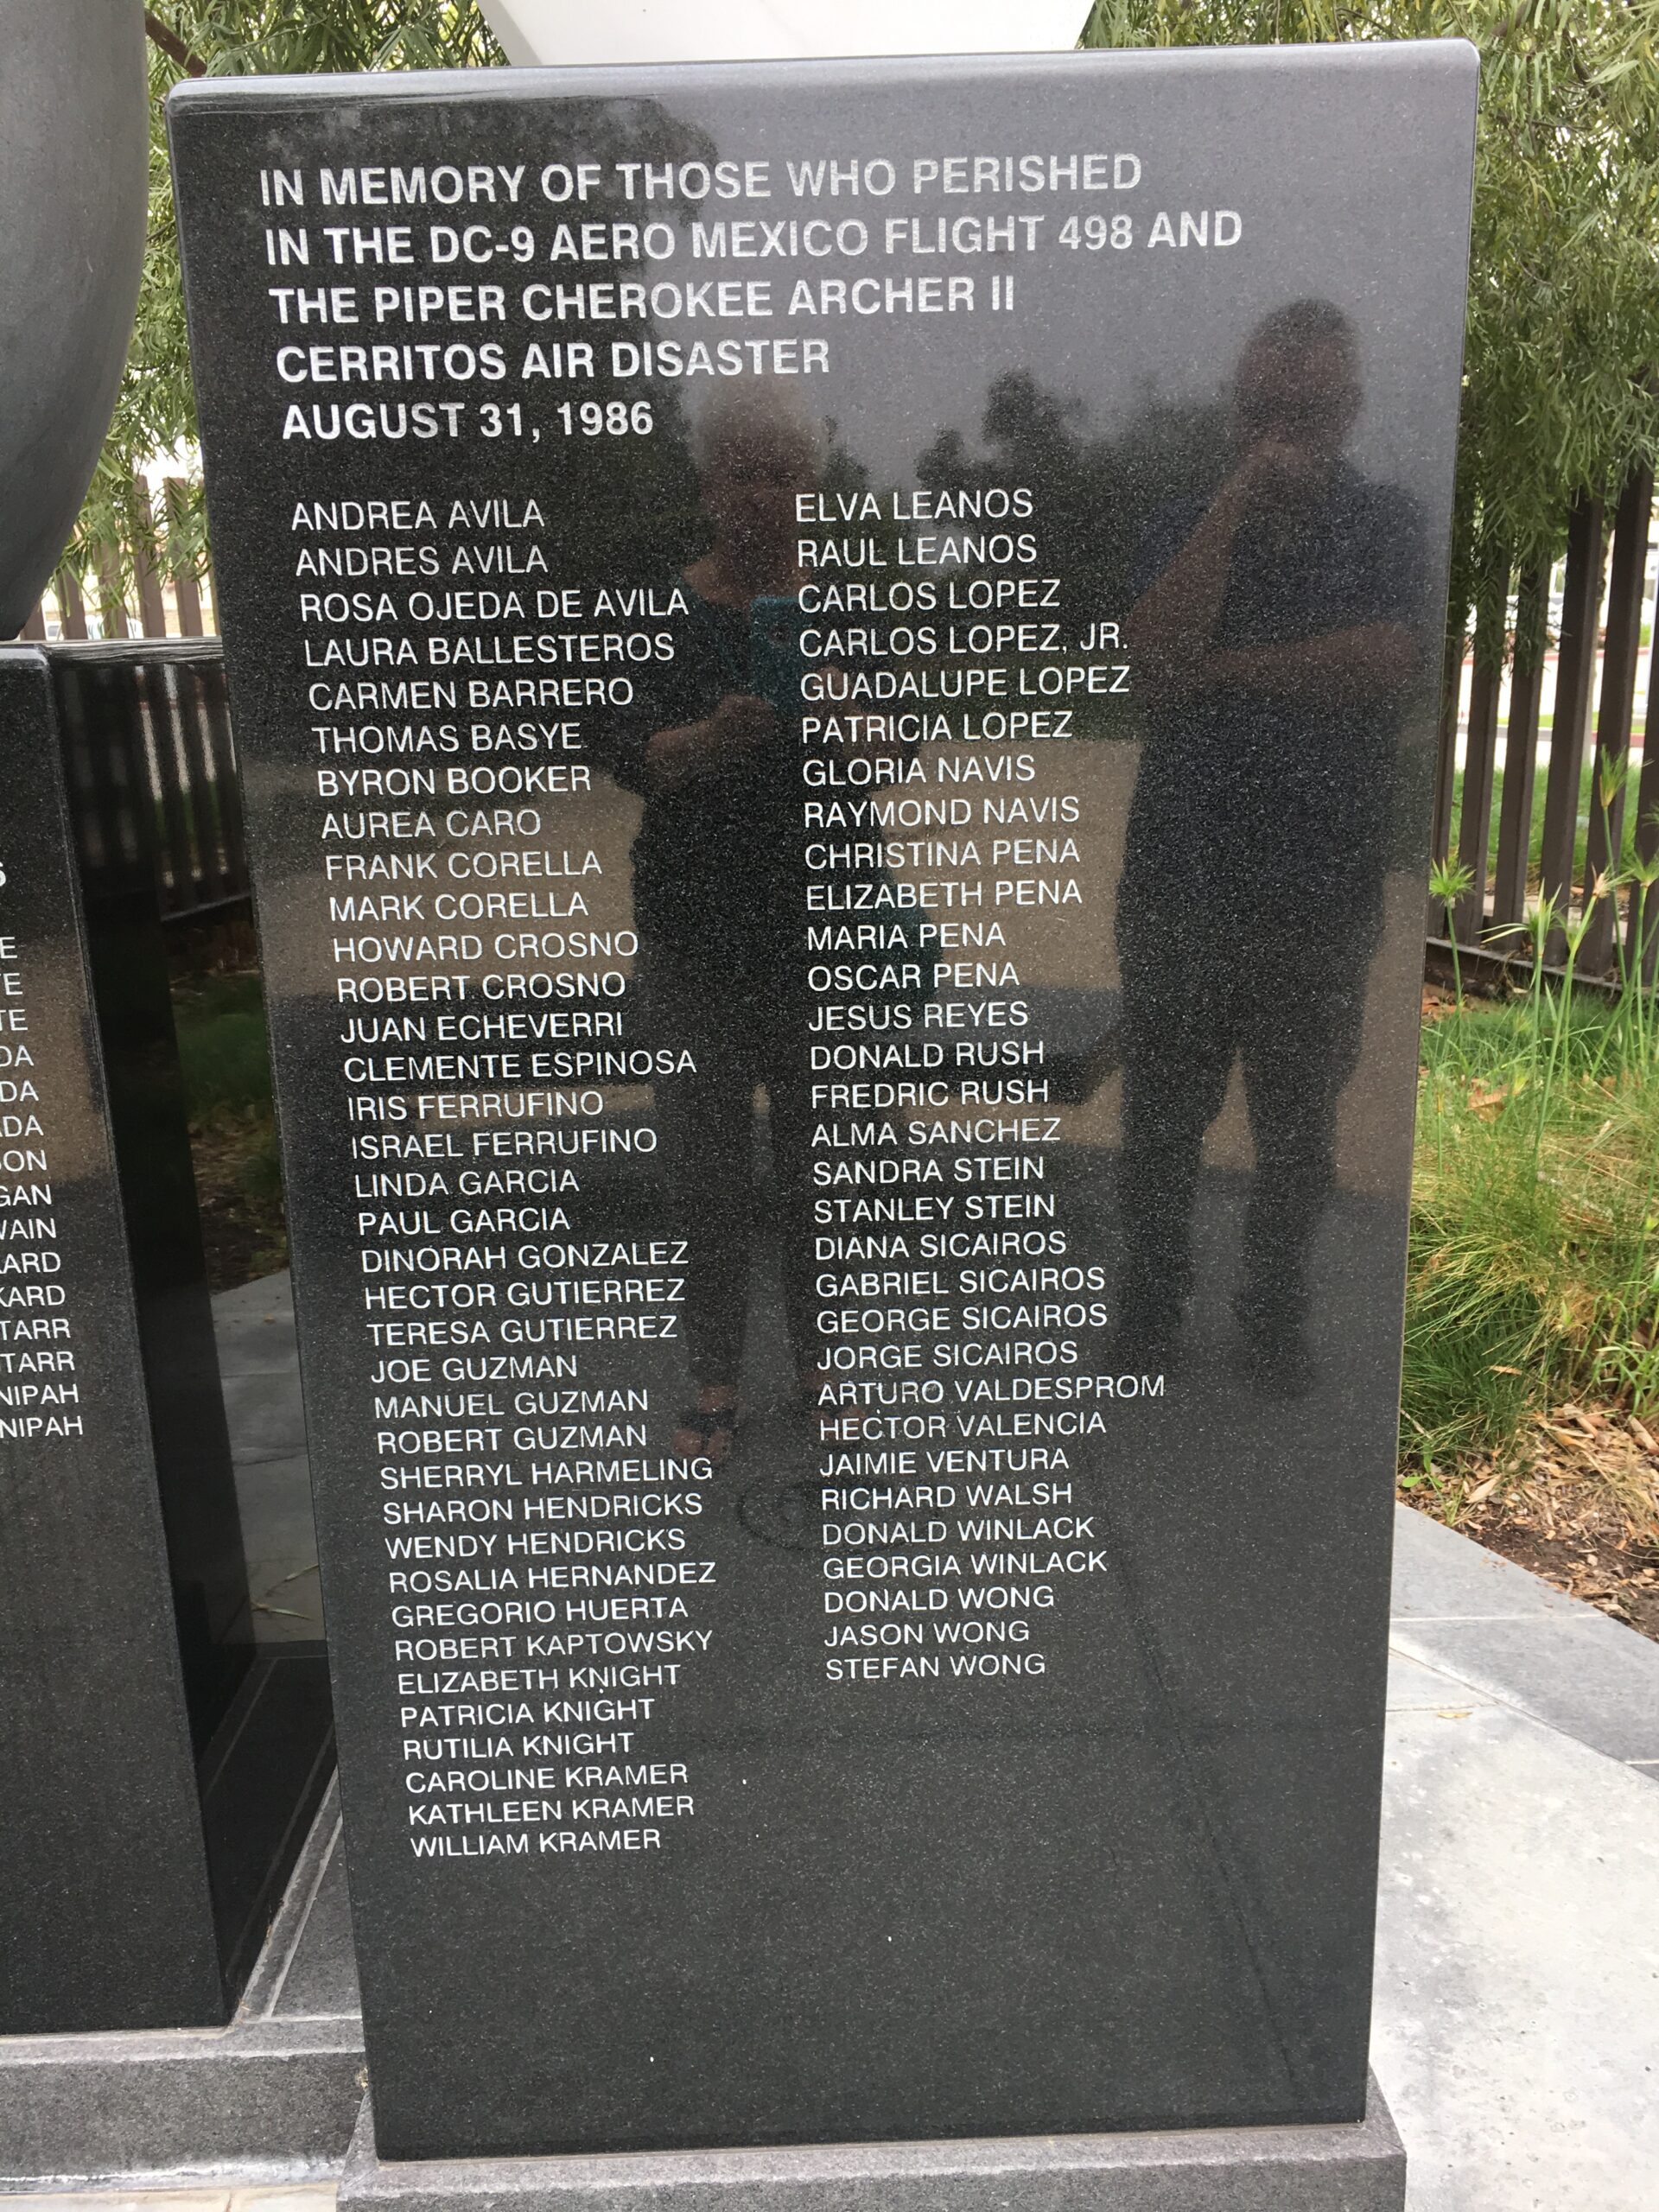 IN MEMORY OF THOSE WHO PERISHED
IN THE DC-9 AERO MEXICO FLIGHT 498 AND
THE PIPER CHEROKEE ARCHER II
CERRITOS AIR DISASTER
AUGUST 31, 1986
ANDREA AVILA
ANDRES AVILA
ROSA OJEDA DE AVILA
LAURA BALLESTEROS
CARMEN BARRERO
THOMAS BASYE
BYRON BOOKER
AUREA CARO
FRANK CORELLA
MARK CORELLA
HOWARD CROSNO
ROBERT CROSNO
JUAN ECHEVERRI
CLEMENTE ESPINOSA
IRIS FERRUFINO
ISRAEL FERRUFINO
LINDA GARCIA
PAUL GARCIA
DINORAH GONZALEZ
HECTOR GUTIERREZ
TERESA GUTIERREZ
JOE GUZMAN
MANUEL GUZMAN
ROBERT GUZMAN
SHERRYL HARMELING
SHARON HENDRICKS
WENDY HENDRICKS
ROSALIA HERNANDEZ
GREGORIO HUERTA
ROBERT KAPTOWSKY
ELIZABETH KNIGHT
PATRICIA KNIGHT
RUTILIA KNIGHT
CAROLINE KRAMER
KATHLEEN KRAMER
WILLIAM KRAMER
ELVA LEANOS
RAUL LEANOS
CARLOS LOPEZ
CARLOS LOPEZ, JR.
GUADALUPE LOPEZ
PATRICIA LOPEZ
GLORIA NAVIS
RAYMOND NAVIS
CHRISTINA PENA
ELIZABETH PENA
MARIA PENA
OSCAR PENA
JESUS REYES
DONALD RUSH
FREDRIC RUSH
ALMA SANCHEZ
SANDRA STEIN
STANLEY STEIN
DIANA SICAIROS
GABRIEL SICAIROS
GEORGE SICAIROS
JORGE SICAIROS
ARTURO VALDESPROM
HECTOR VALENCIA
JAIMIE VENTURA
RICHARD WALSH
DONALD WINLACK
GEORGIA WINLACK
DONALD WONG
JASON WONG
STEFAN WONG